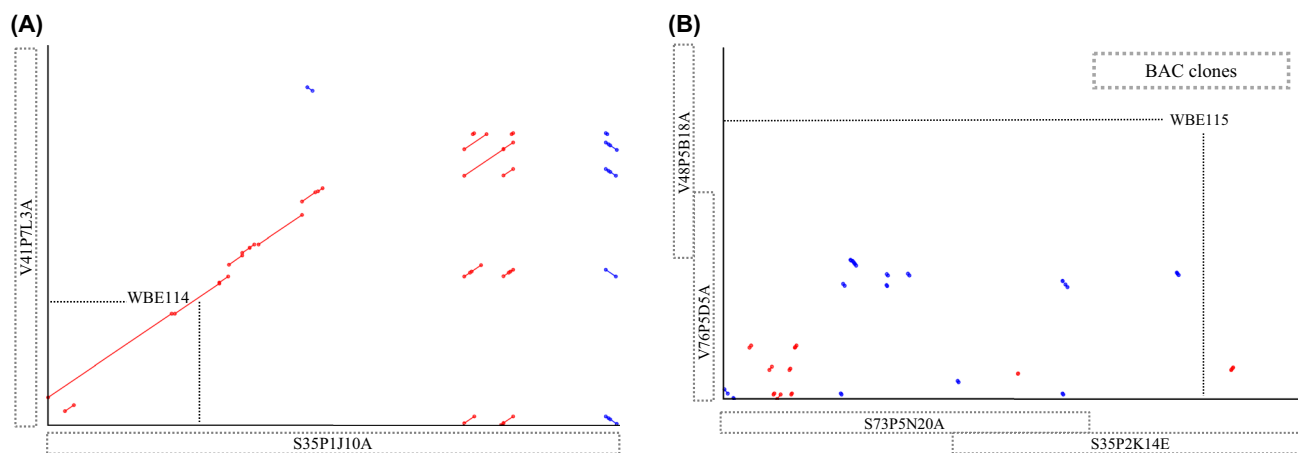 (A)
V41P7L3A
WBE114
S35P1J10A
(B)
V48P5B18A
V76P5D5A
BAC clones
WBE115
S73P5N20A
S35P2K14E